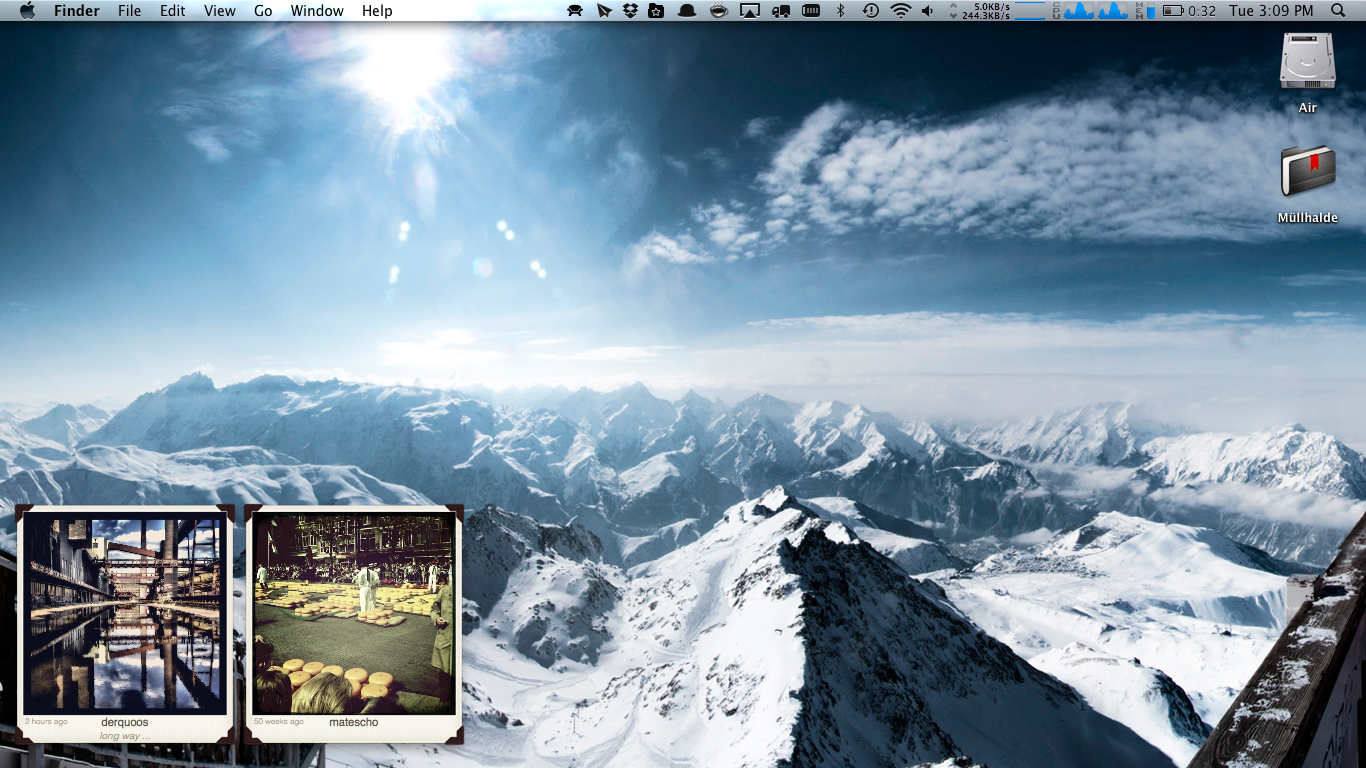 Finder File Edit View Go Window Help
5.0KB/s
244.3KB/s
CPU
MEM
0:32 Tue 3:09 PM
Air
Müllhalde
2 hours ago derquoos
long way ...
50 weeks ago matescho